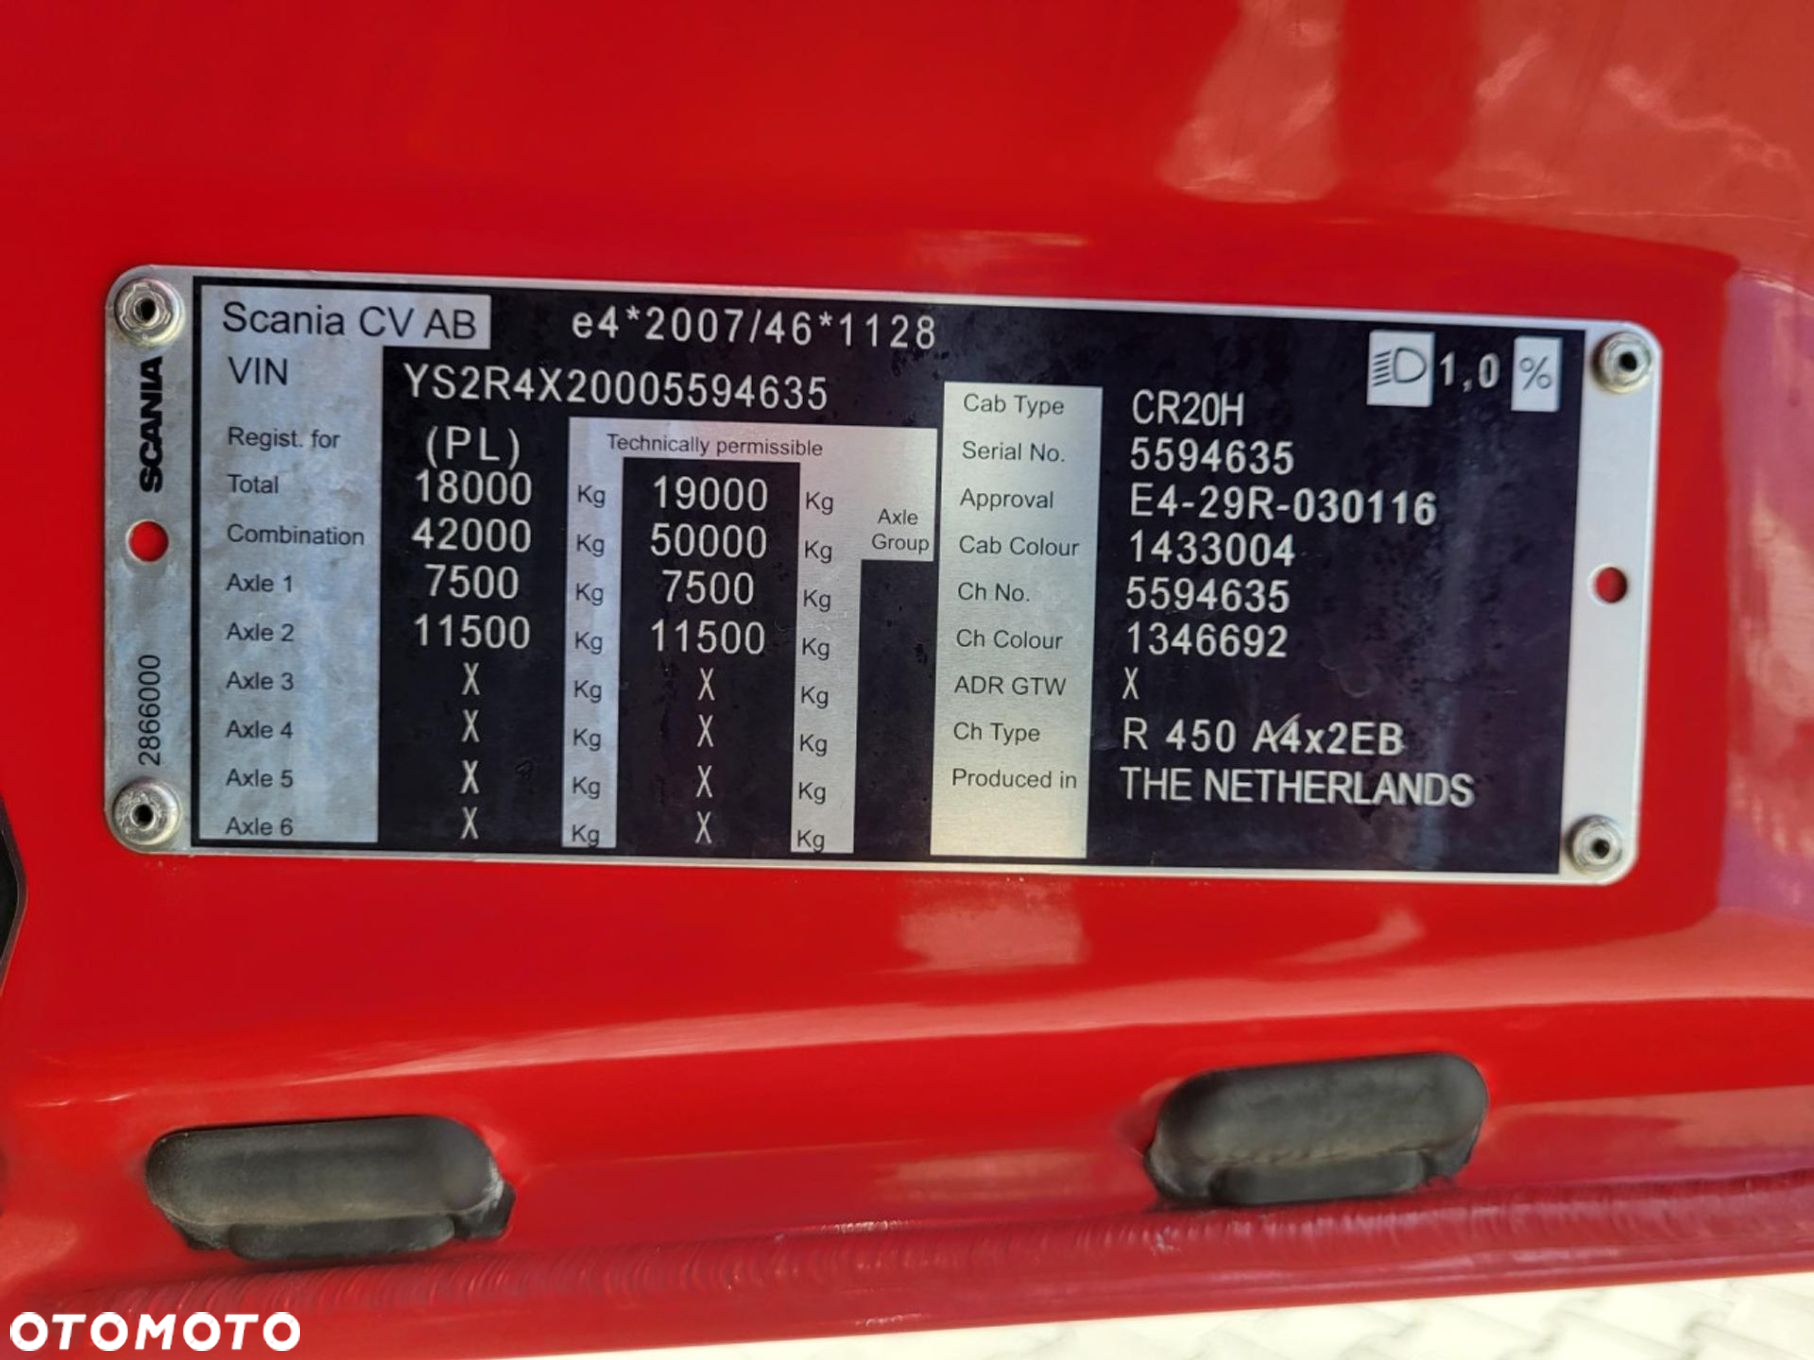 Scania CV AB e4*2007/46*1128
1,0 %
VIN YS2R4X20005594635
Regist. for (PL) Technically permissible
Total 18000 Kg 19000 Kg
Combination 42000 Kg 50000 Kg Axle Group
Axle 1 7500 Kg 7500 Kg
Axle 2 11500 Kg 11500 Kg
Axle 3 X Kg X Kg
Axle 4 X Kg X Kg
Axle 5 X Kg X Kg
Axle 6 X Kg X Kg
Cab Type CR20H
Serial No. 5594635
Approval E4-29R-030116
Cab Colour 1433004
Ch No. 5594635
Ch Colour 1346692
ADR GTW X
Ch Type R 450 A4x2EB
Produced in THE NETHERLANDS
SCANIA
2866000
OTOMOTO